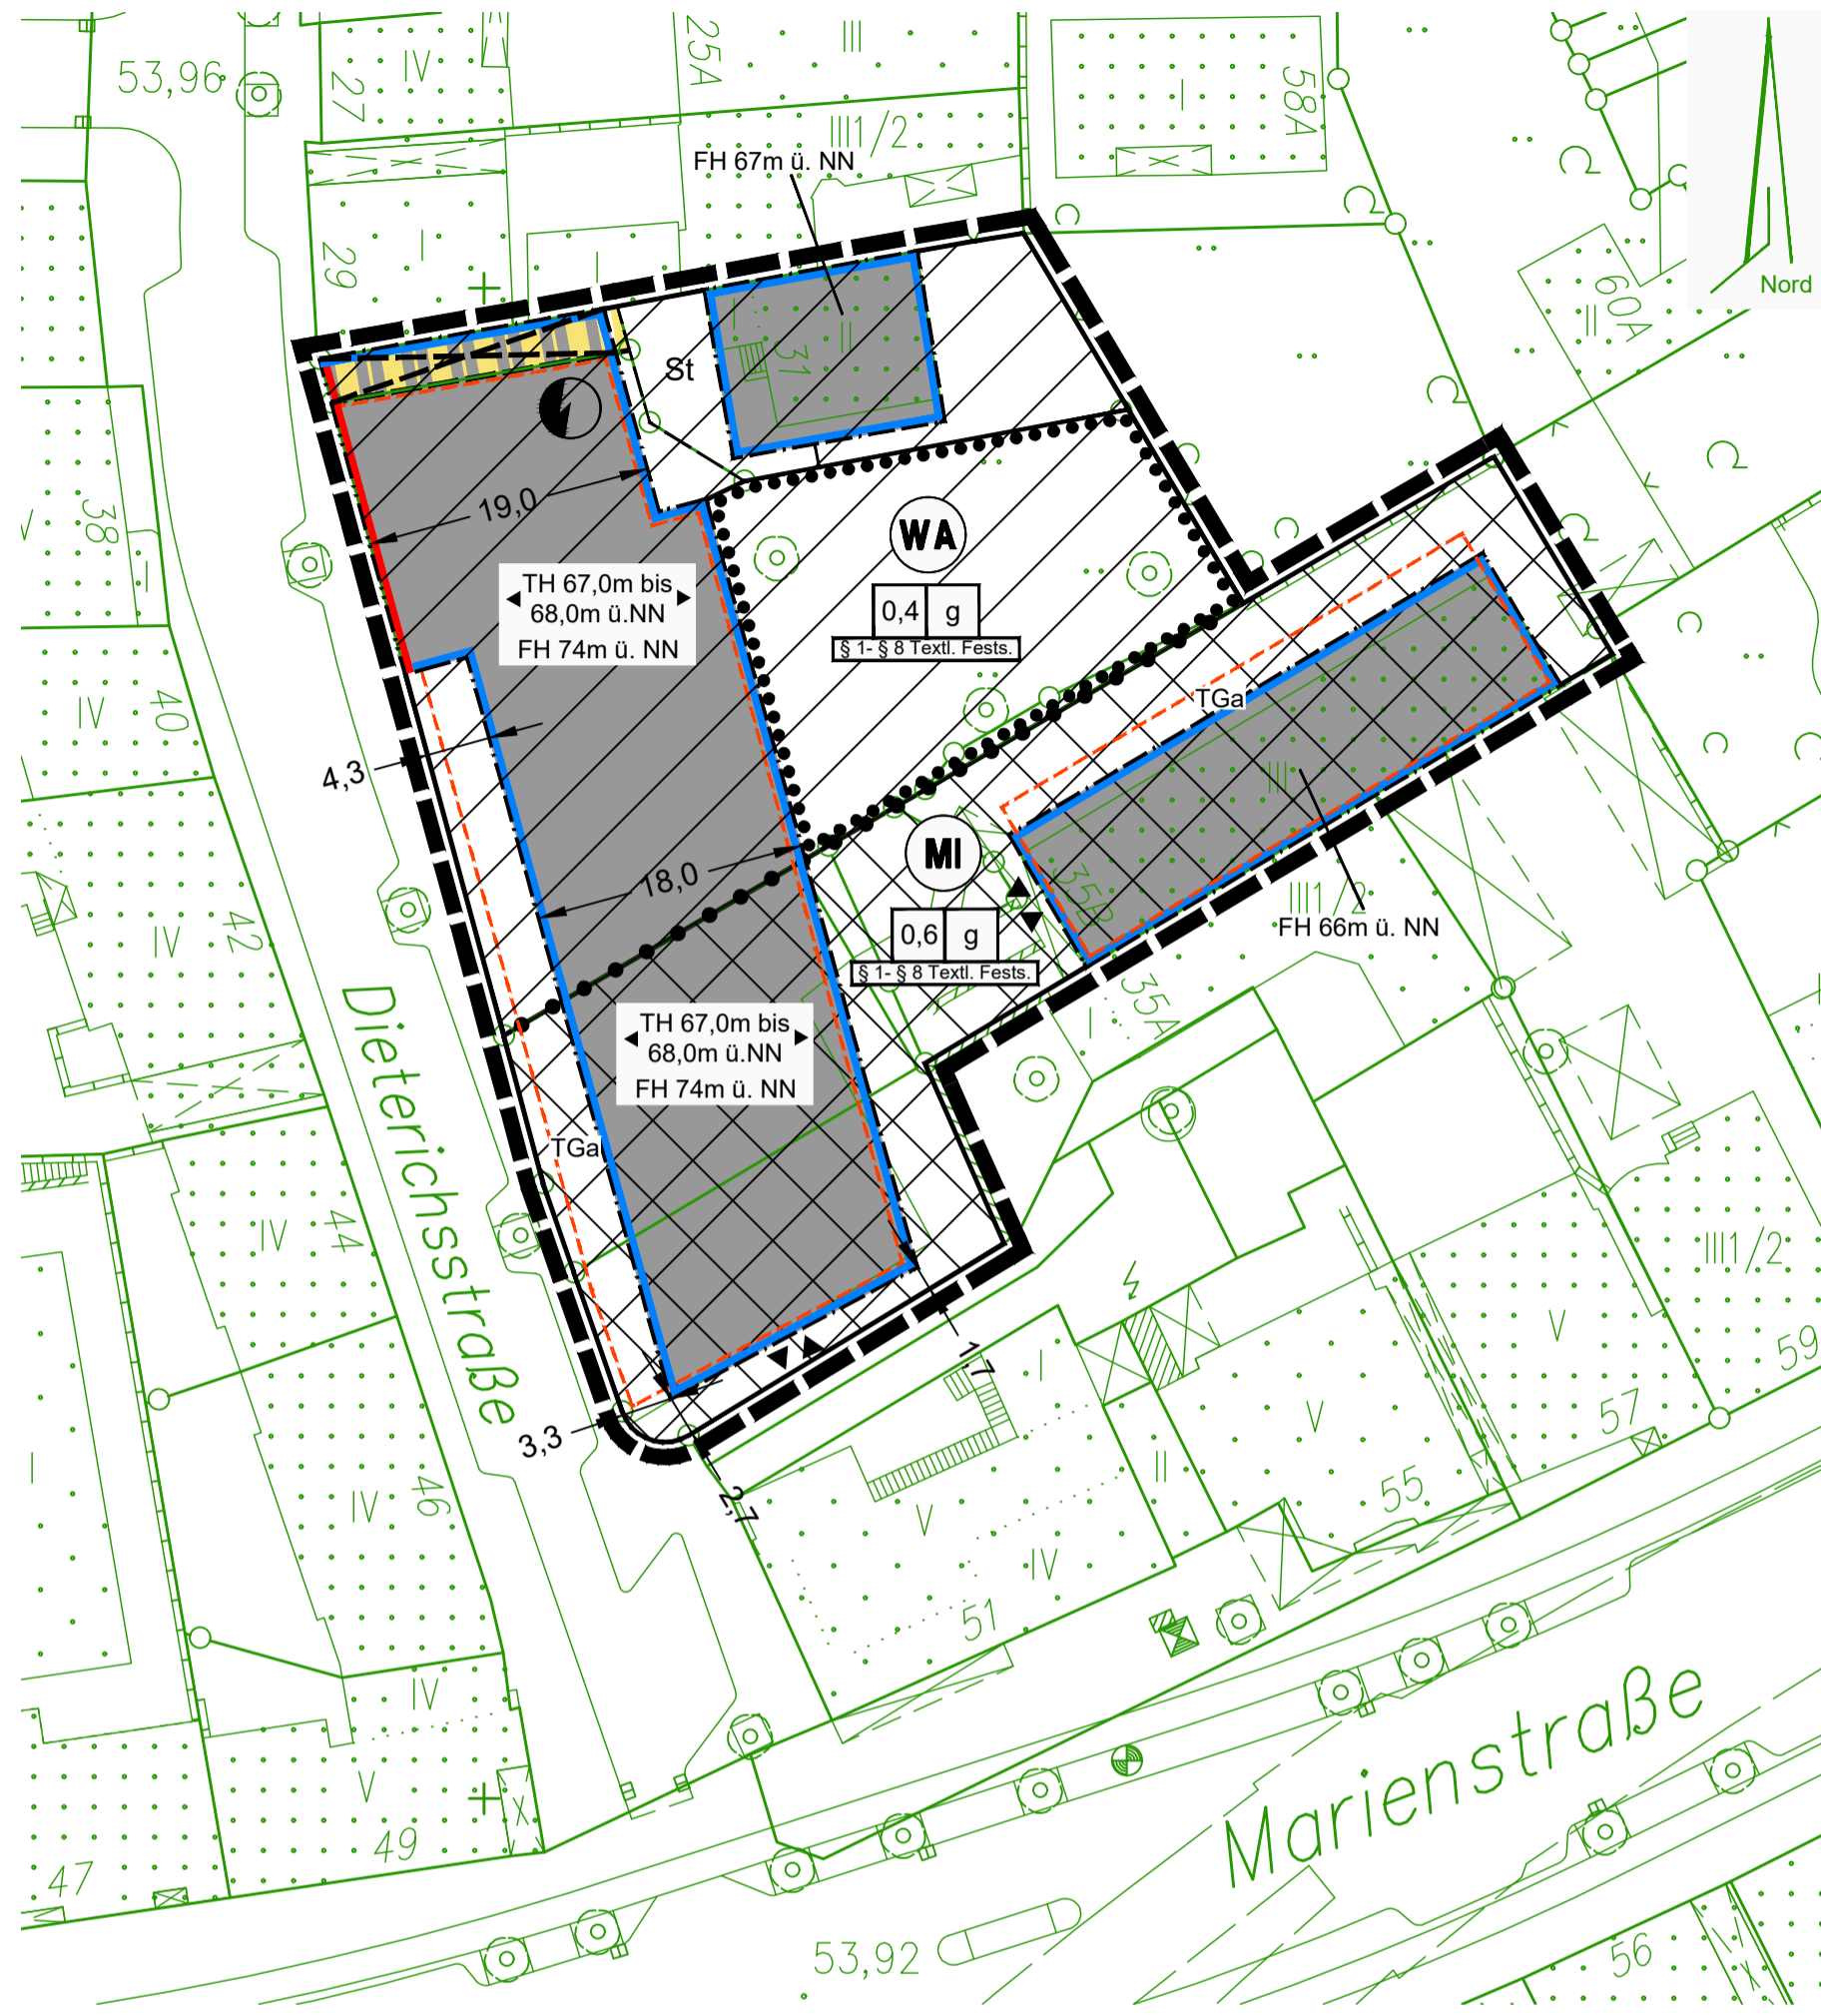 53,96
27
IV
25A
III
III1/2
I
58A
Nord
FH 67m ü. NN
29
I
I
I
II
31
St
60A
II
38
I
V
19,0
WA
0,4 g
§ 1- § 8 Textl. Fests.
TH 67,0m bis
68,0m ü.NN
FH 74m ü. NN
IV
40
4,3
TGa
III
MI
18,0
0,6 g
§ 1- § 8 Textl. Fests.
35B
III1/2
FH 66m ü. NN
42
IV
35A
I
TH 67,0m bis
68,0m ü.NN
FH 74m ü. NN
TGa
Dieterichsstraße
IV
44
III1/2
V
59
1,7
I
3,3
2,7
V
57
II
55
I
IV
46
V
IV
51
IV
V
49
47
Marienstraße
53,92
56